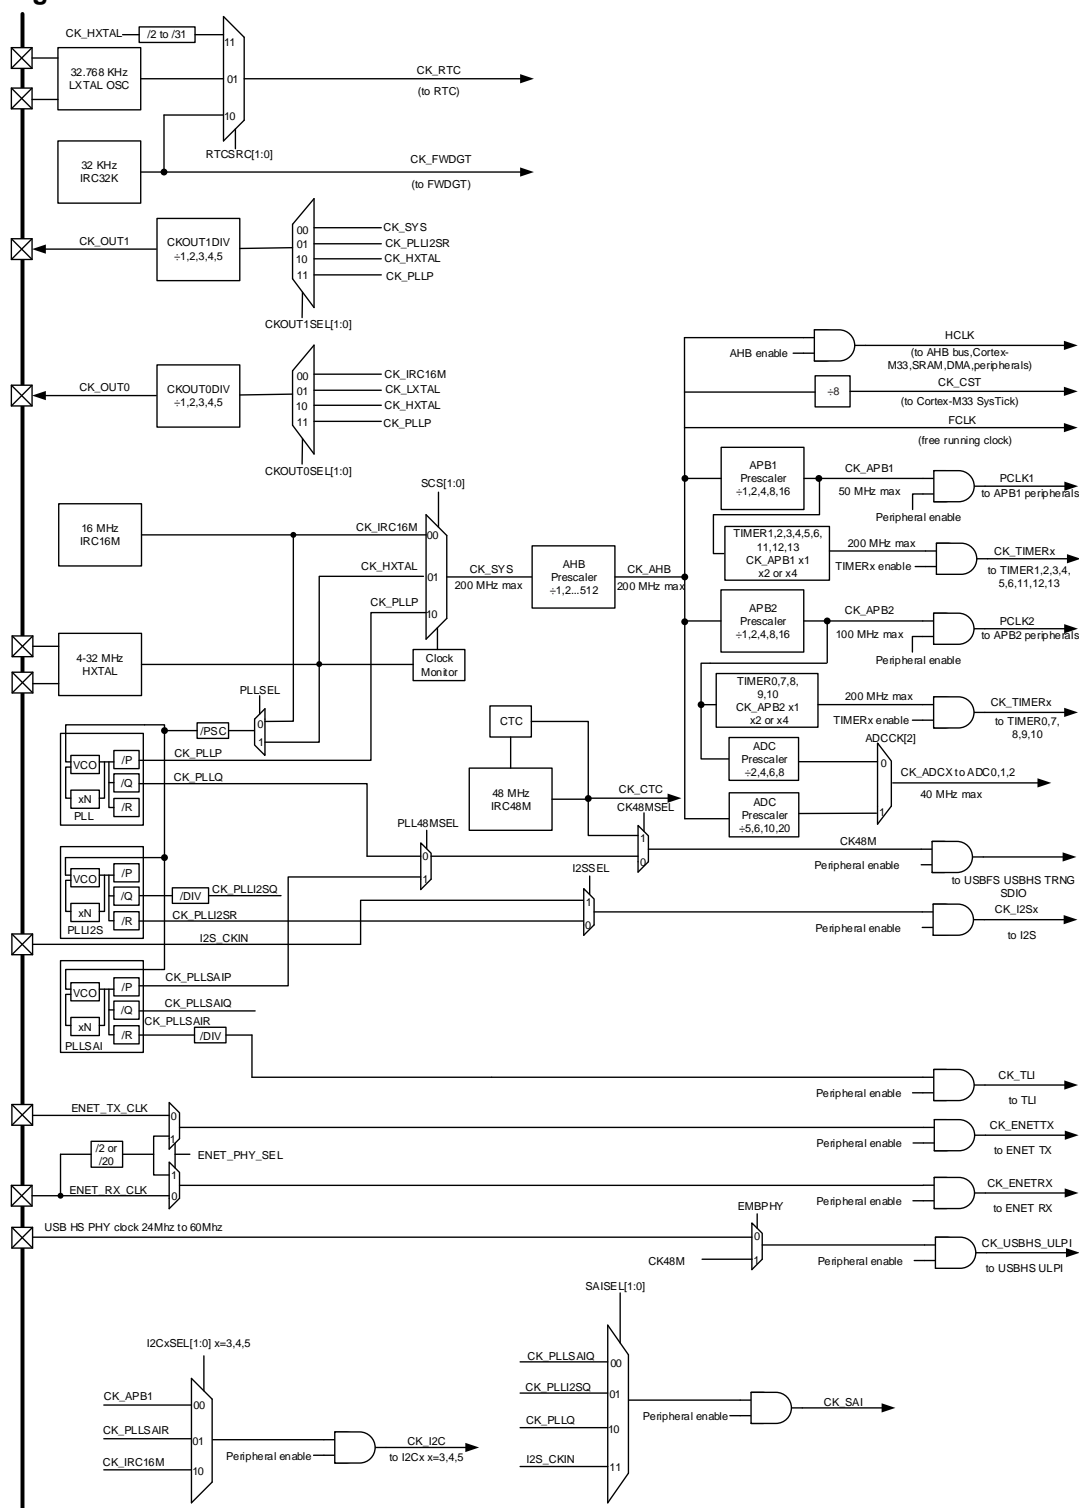 CK_HXTAL
/2 to /31
11
32.768 KHz
LXTAL OSC
01
CK_RTC
(to RTC)
10
32 KHz
IRC32K
RTCSRC[1:0]
CK_FWDGT
(to FWDGT)
CK_OUT1
CKOUT1DIV
÷1,2,3,4,5
00
01
10
11
CK_SYS
CK_PLLI2SR
CK_HXTAL
CK_PLLP
CKOUT1SEL[1:0]
CK_OUT0
CKOUT0DIV
÷1,2,3,4,5
00
01
10
11
CK_IRC16M
CK_LXTAL
CK_HXTAL
CK_PLLP
CKOUT0SEL[1:0]
AHB enable
HCLK
(to AHB bus,Cortex-
M33,SRAM,DMA,peripherals)
÷8
CK_CST
(to Cortex-M33 SysTick)
FCLK
(free running clock)
SCS[1:0]
16 MHz
IRC16M
CK_IRC16M
00
CK_HXTAL
01
CK_PLLP
10
CK_SYS
200 MHz max
AHB
Prescaler
÷1,2...512
CK_AHB
200 MHz max
APB1
Prescaler
÷1,2,4,8,16
CK_APB1
50 MHz max
Peripheral enable
PCLK1
to APB1 peripherals
TIMER1,2,3,4,5,6,
11,12,13
CK_APB1 x1
x2 or x4
200 MHz max
TIMERx enable
CK_TIMERx
to TIMER1,2,3,4,
5,6,11,12,13
APB2
Prescaler
÷1,2,4,8,16
CK_APB2
100 MHz max
Peripheral enable
PCLK2
to APB2 peripherals
4-32 MHz
HXTAL
Clock
Monitor
TIMER0,7,8,
9,10
CK_APB2 x1
x2 or x4
200 MHz max
TIMERx enable
CK_TIMERx
to TIMER0,7,
8,9,10
PLLSEL
0
1
/PSC
CTC
ADCCK[2]
ADC
Prescaler
÷2,4,6,8
0
ADC
Prescaler
÷5,6,10,20
1
CK_ADCX to ADC0,1,2
40 MHz max
VCO
xN
/P
/Q
/R
PLL
CK_PLLP
CK_PLLQ
48 MHz
IRC48M
CK_CTC
CK48MSEL
1
0
PLL48MSEL
0
1
CK48M
Peripheral enable
to USBFS USBHS TRNG
SDIO
VCO
xN
/P
/Q
/R
PLLI2S
/DIV
CK_PLLI2SQ
CK_PLLI2SR
I2SSEL
1
0
I2S_CKIN
Peripheral enable
CK_I2Sx
to I2S
VCO
xN
/P
/Q
/R
PLLSAI
CK_PLLSAIP
CK_PLLSAIQ
CK_PLLSAIR
/DIV
Peripheral enable
CK_TLI
to TLI
ENET_TX_CLK
0
1
Peripheral enable
CK_ENETTX
to ENET TX
/2 or
/20
ENET_PHY_SEL
ENET_RX_CLK
1
0
Peripheral enable
CK_ENETRX
to ENET RX
USB HS PHY clock 24Mhz to 60Mhz
EMBPHY
0
1
CK48M
Peripheral enable
CK_USBHS_ULPI
to USBHS ULPI
I2CxSEL[1:0] x=3,4,5
CK_APB1
00
CK_PLLSAIR
01
CK_IRC16M
10
Peripheral enable
CK_I2C
to I2Cx x=3,4,5
SAISEL[1:0]
CK_PLLSAIQ
00
CK_PLLI2SQ
01
CK_PLLQ
10
I2S_CKIN
11
Peripheral enable
CK_SAI